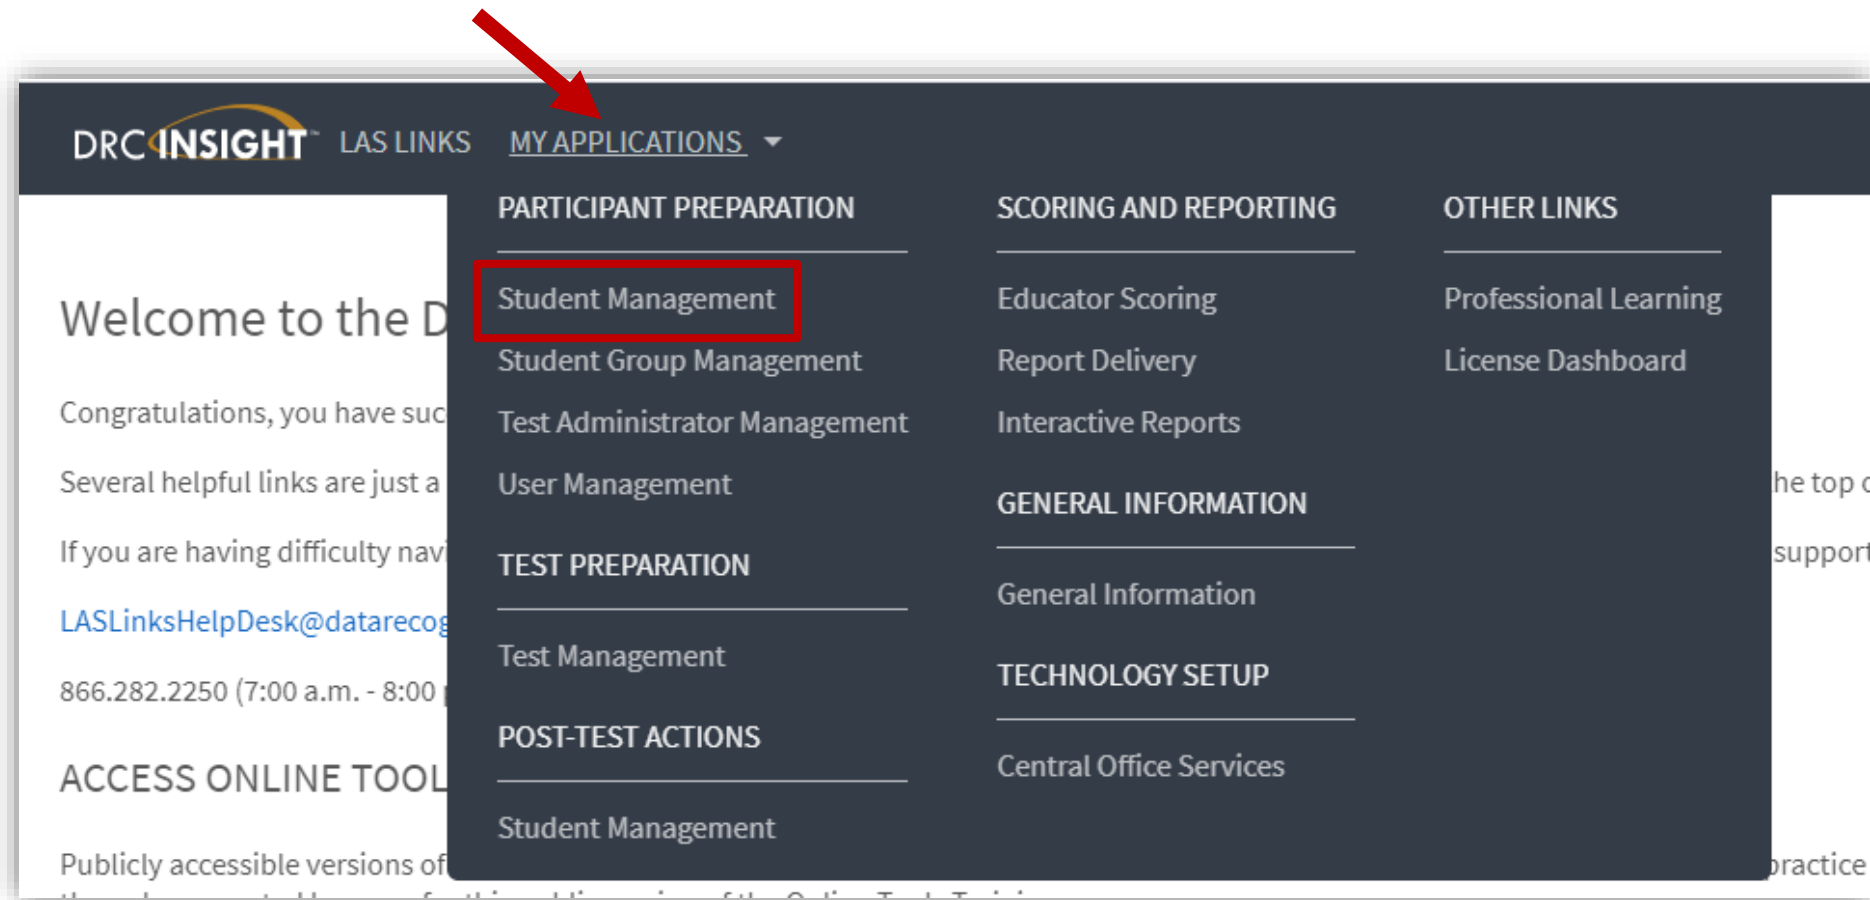 DRC INSIGHT™ LAS LINKS MY APPLICATIONS
PARTICIPANT PREPARATION
Student Management
Student Group Management
Test Administrator Management
User Management
TEST PREPARATION
Test Management
POST-TEST ACTIONS
Student Management
SCORING AND REPORTING
Educator Scoring
Report Delivery
Interactive Reports
GENERAL INFORMATION
General Information
TECHNOLOGY SETUP
Central Office Services
OTHER LINKS
Professional Learning
License Dashboard
Welcome to the D
Congratulations, you have suc
Several helpful links are just a
he top
If you are having difficulty navi
support
LASLinksHelpDesk@datarecog
866.282.2250 (7:00 a.m. - 8:00
ACCESS ONLINE TOOL
Publicly accessible versions of
practice